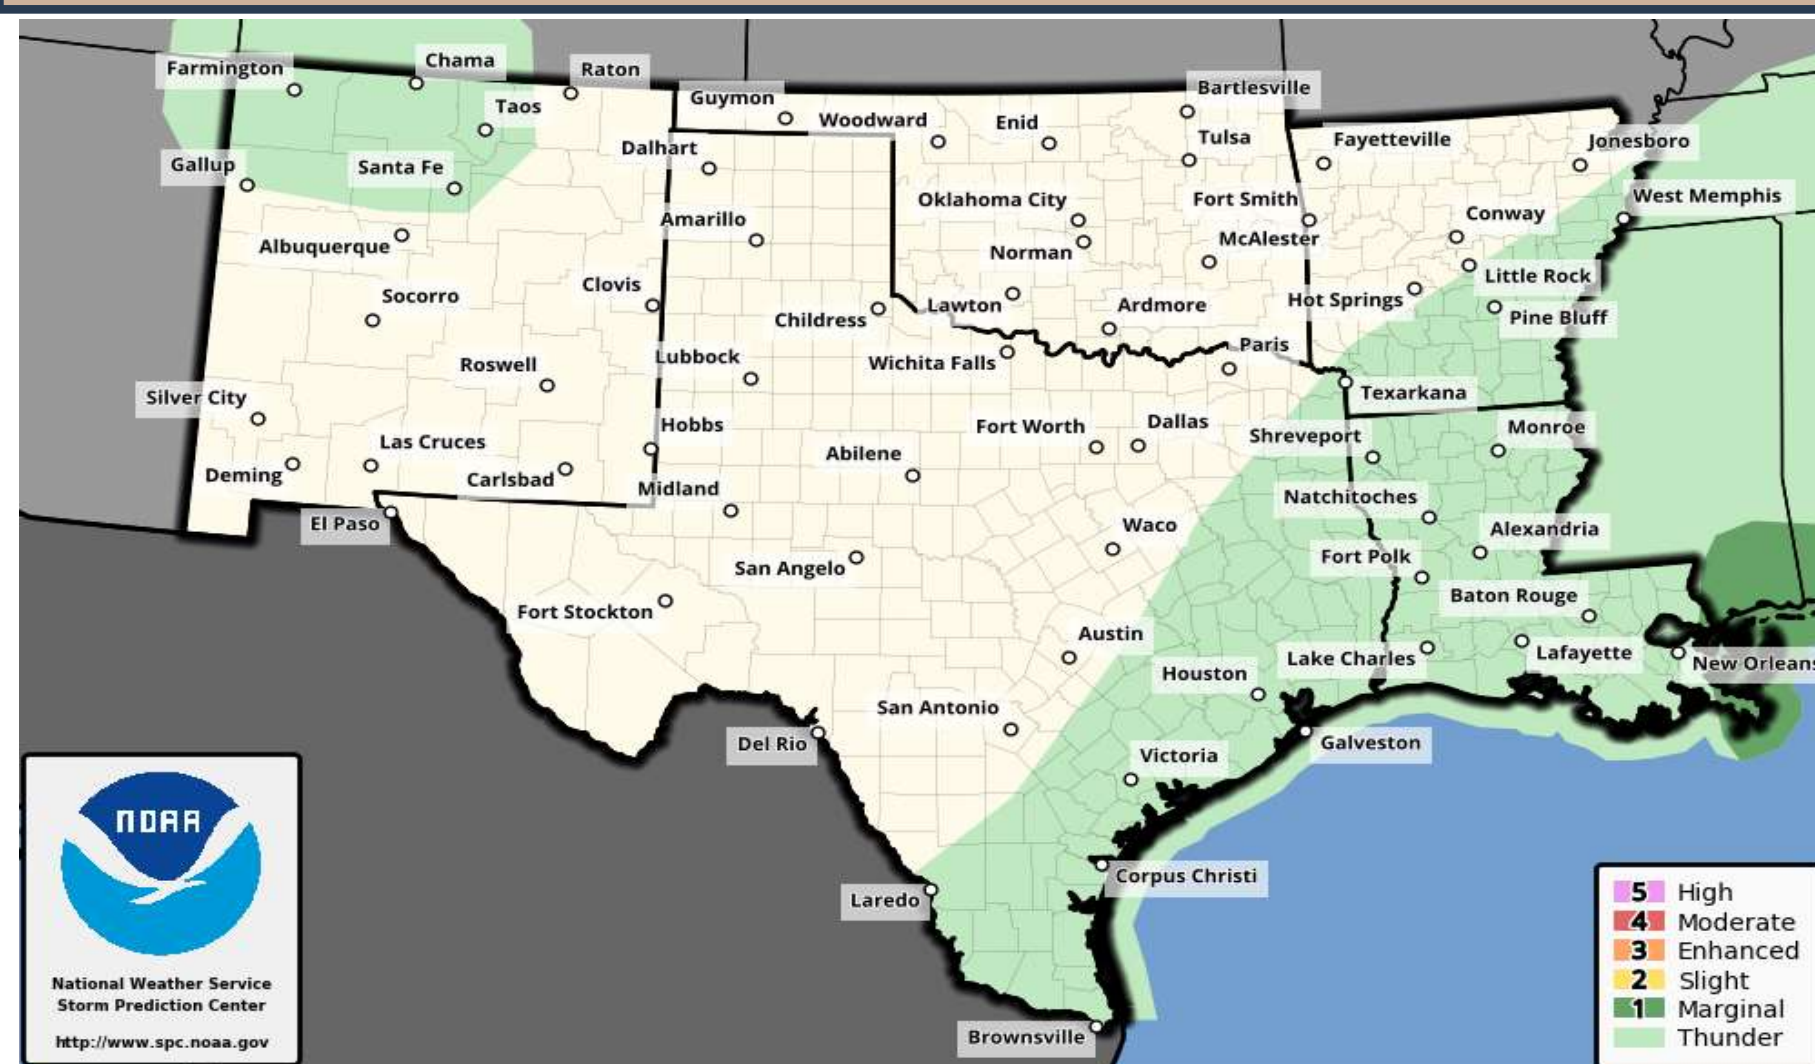 Farmington
Chama
Raton
Taos
Guymon
Woodward
Enid
Bartlesville
Tulsa
Fayetteville
Jonesboro
Gallup
Santa Fe
Dalhart
Oklahoma City
Fort Smith
West Memphis
Conway
Amarillo
Norman
McAlester
Albuquerque
Little Rock
Clovis
Socorro
Childress
Lawton
Ardmore
Hot Springs
Pine Bluff
Roswell
Lubbock
Wichita Falls
Paris
Silver City
Texarkana
Hobbs
Fort Worth
Dallas
Shreveport
Monroe
Las Cruces
Abilene
Deming
Carlsbad
Midland
Natchitoches
El Paso
Waco
Alexandria
San Angelo
Fort Polk
Fort Stockton
Baton Rouge
Austin
Lake Charles
Lafayette
New Orleans
Houston
San Antonio
Del Rio
Galveston
Victoria
Corpus Christi
Laredo
Brownsville
NOAA
National Weather Service
Storm Prediction Center
http://www.spc.noaa.gov
5 High
4 Moderate
3 Enhanced
2 Slight
1 Marginal
Thunder